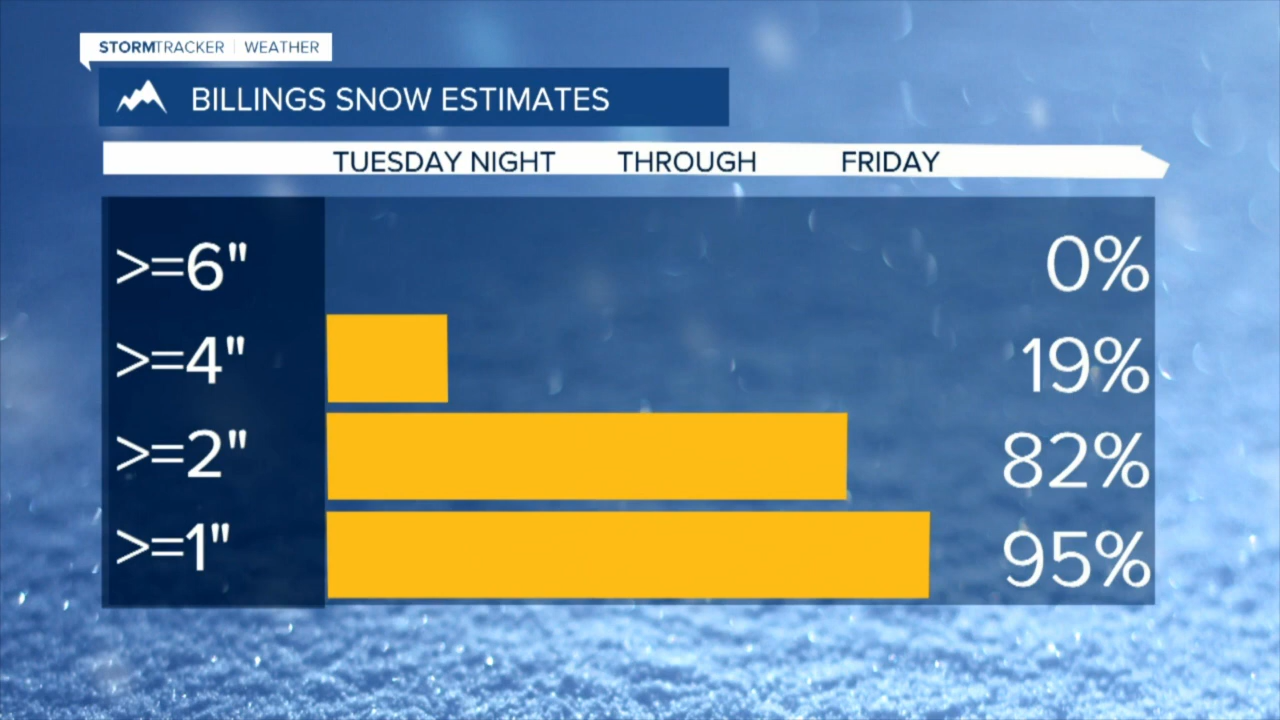 STORMTRACKER | WEATHER
BILLINGS SNOW ESTIMATES
TUESDAY NIGHT THROUGH FRIDAY
>=6" 0%
>=4" 19%
>=2" 82%
>=1" 95%